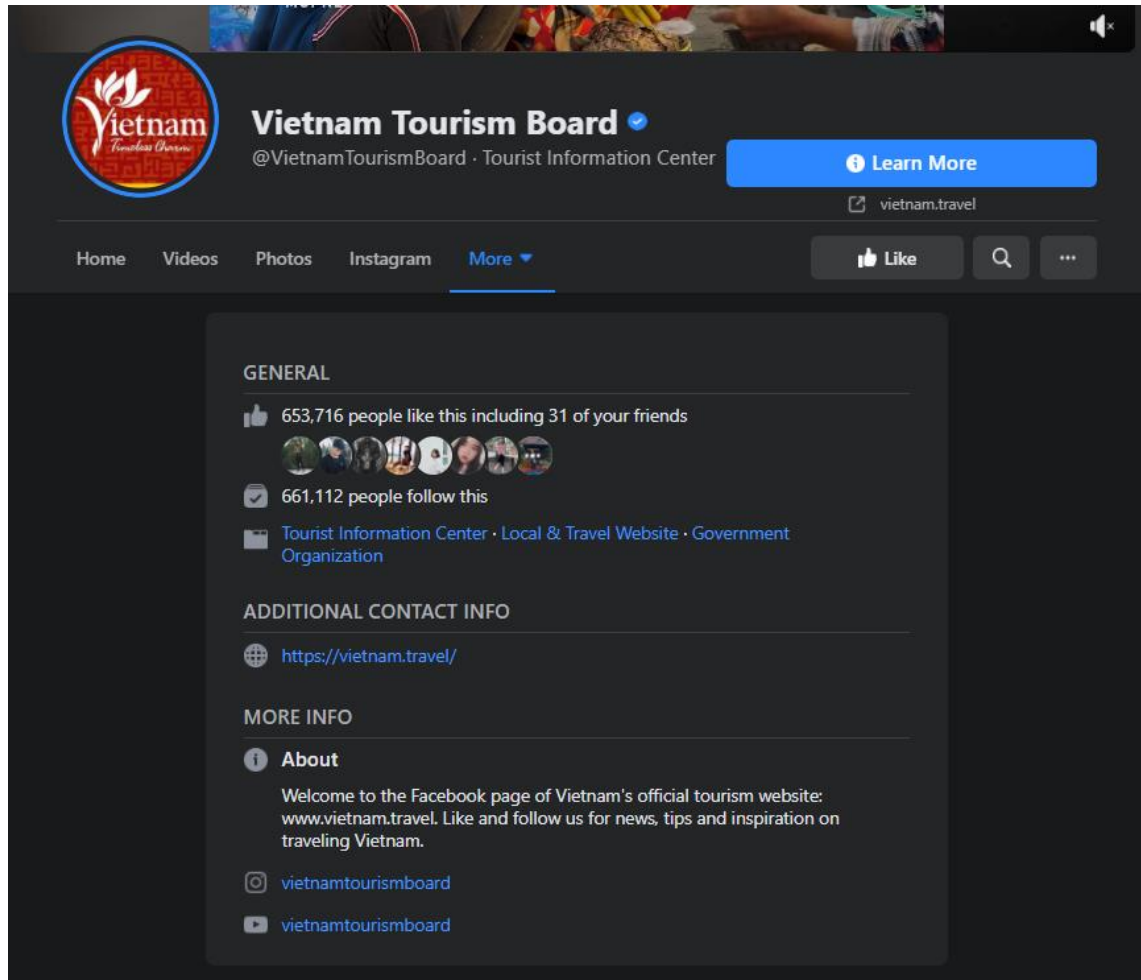 Vietnam
Timeless Charm
Vietnam Tourism Board
@VietnamTourismBoard · Tourist Information Center
Learn More
vietnam.travel
Home Videos Photos Instagram More
Like
GENERAL
653,716 people like this including 31 of your friends
661,112 people follow this
Tourist Information Center · Local & Travel Website · Government
Organization
ADDITIONAL CONTACT INFO
https://vietnam.travel/
MORE INFO
About
Welcome to the Facebook page of Vietnam's official tourism website:
www.vietnam.travel. Like and follow us for news, tips and inspiration on
traveling Vietnam.
vietnamtourismboard
vietnamtourismboard